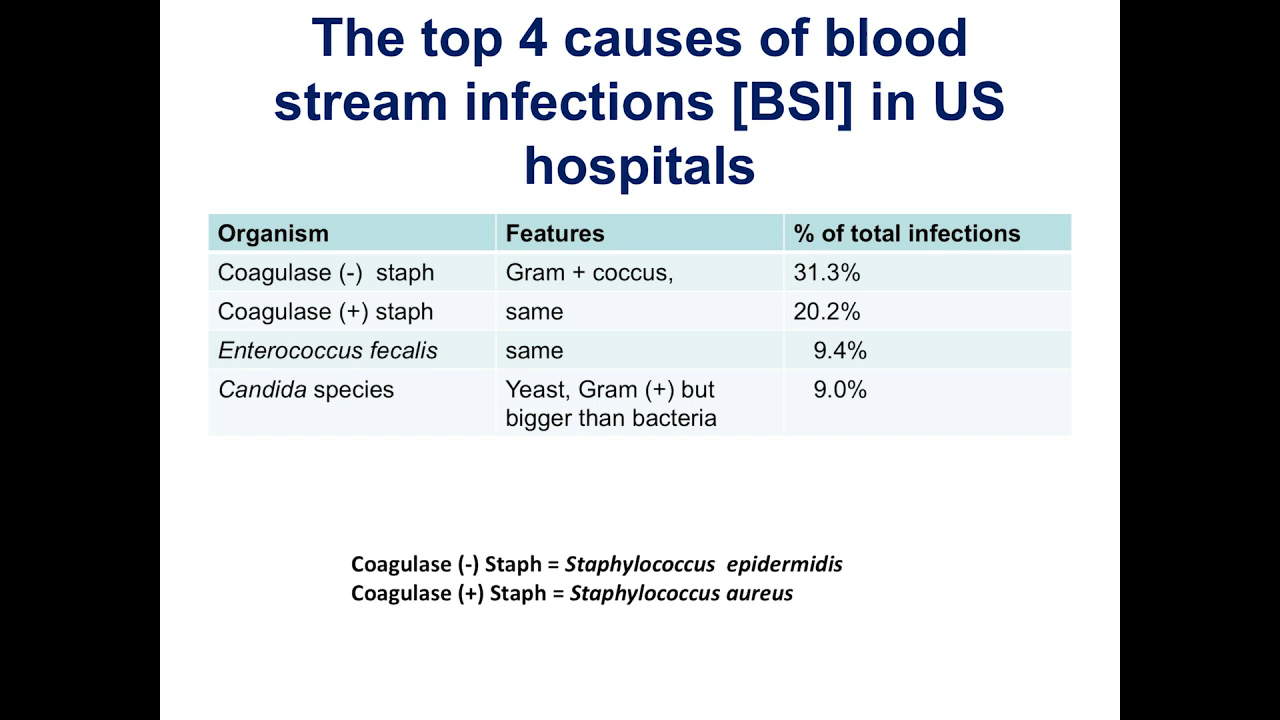 The top 4 causes of blood
stream infections [BSI] in US
hospitals
Organism Features % of total infections
Coagulase (-)  staph Gram + coccus, 31.3%
Coagulase (+) staph same 20.2%
Enterococcus fecalis same 9.4%
Candida species Yeast, Gram (+) but 9.0%
bigger than bacteria
Coagulase (-) Staph = Staphylococcus  epidermidis
Coagulase (+) Staph = Staphylococcus aureus